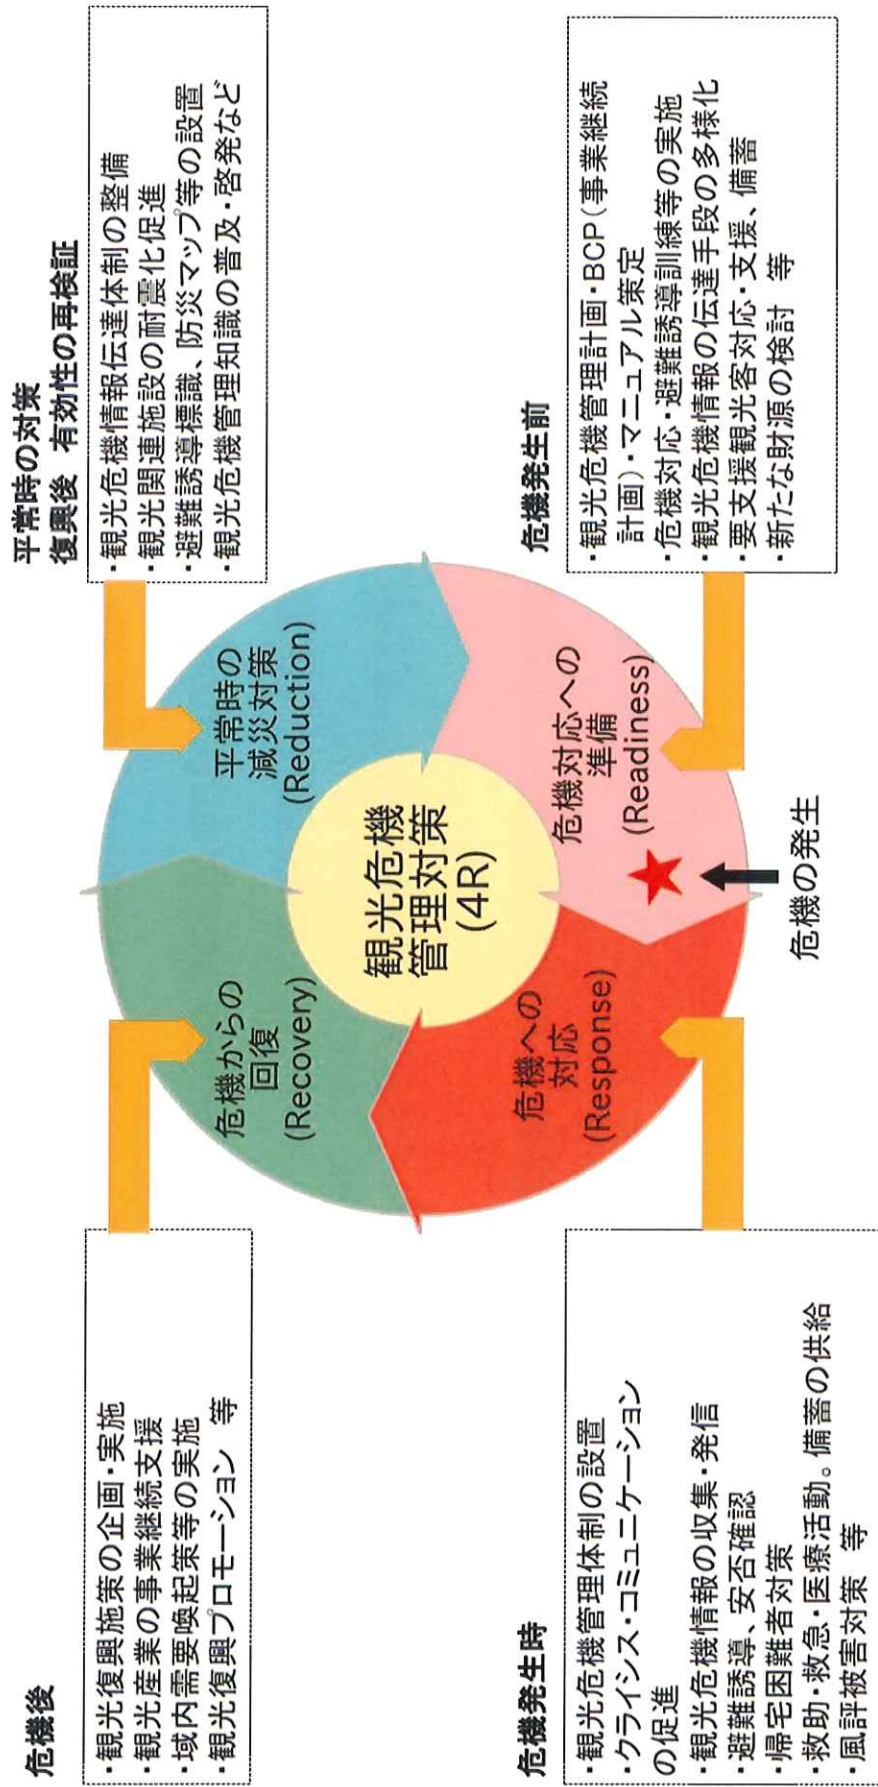 危機後
・観光復興施策の企画・実施
・観光産業の事業継続支援
・域内需要喚起策等の実施
・観光復興プロモーション 等
平常時の対策
復興後 有効性の再検証
・観光危機情報伝達体制の整備
・観光関連施設の耐震化促進
・避難誘導標識、防災マップ等の設置
・観光危機管理知識の普及・啓発など
危機からの
回復
(Recovery)
平常時の
減災対策
(Reduction)
観光危機
管理対策
(4R)
危機への
対応
(Response)
危機対応への
準備
(Readiness)
危機の発生
危機発生時
・観光危機管理体制の設置
・クライシス・コミュニケーション
の促進
・観光危機情報の収集・発信
・避難誘導、安否確認
・帰宅困難者対策
・救助・救急・医療活動。備蓄の供給
・風評被害対策 等
危機発生前
・観光危機管理計画・BCP(事業継続
計画)・マニュアル策定
・危機対応・避難誘導訓練等の実施
・観光危機情報の伝達手段の多様化
・要支援観光客対応・支援、備蓄
・新たな財源の検討 等